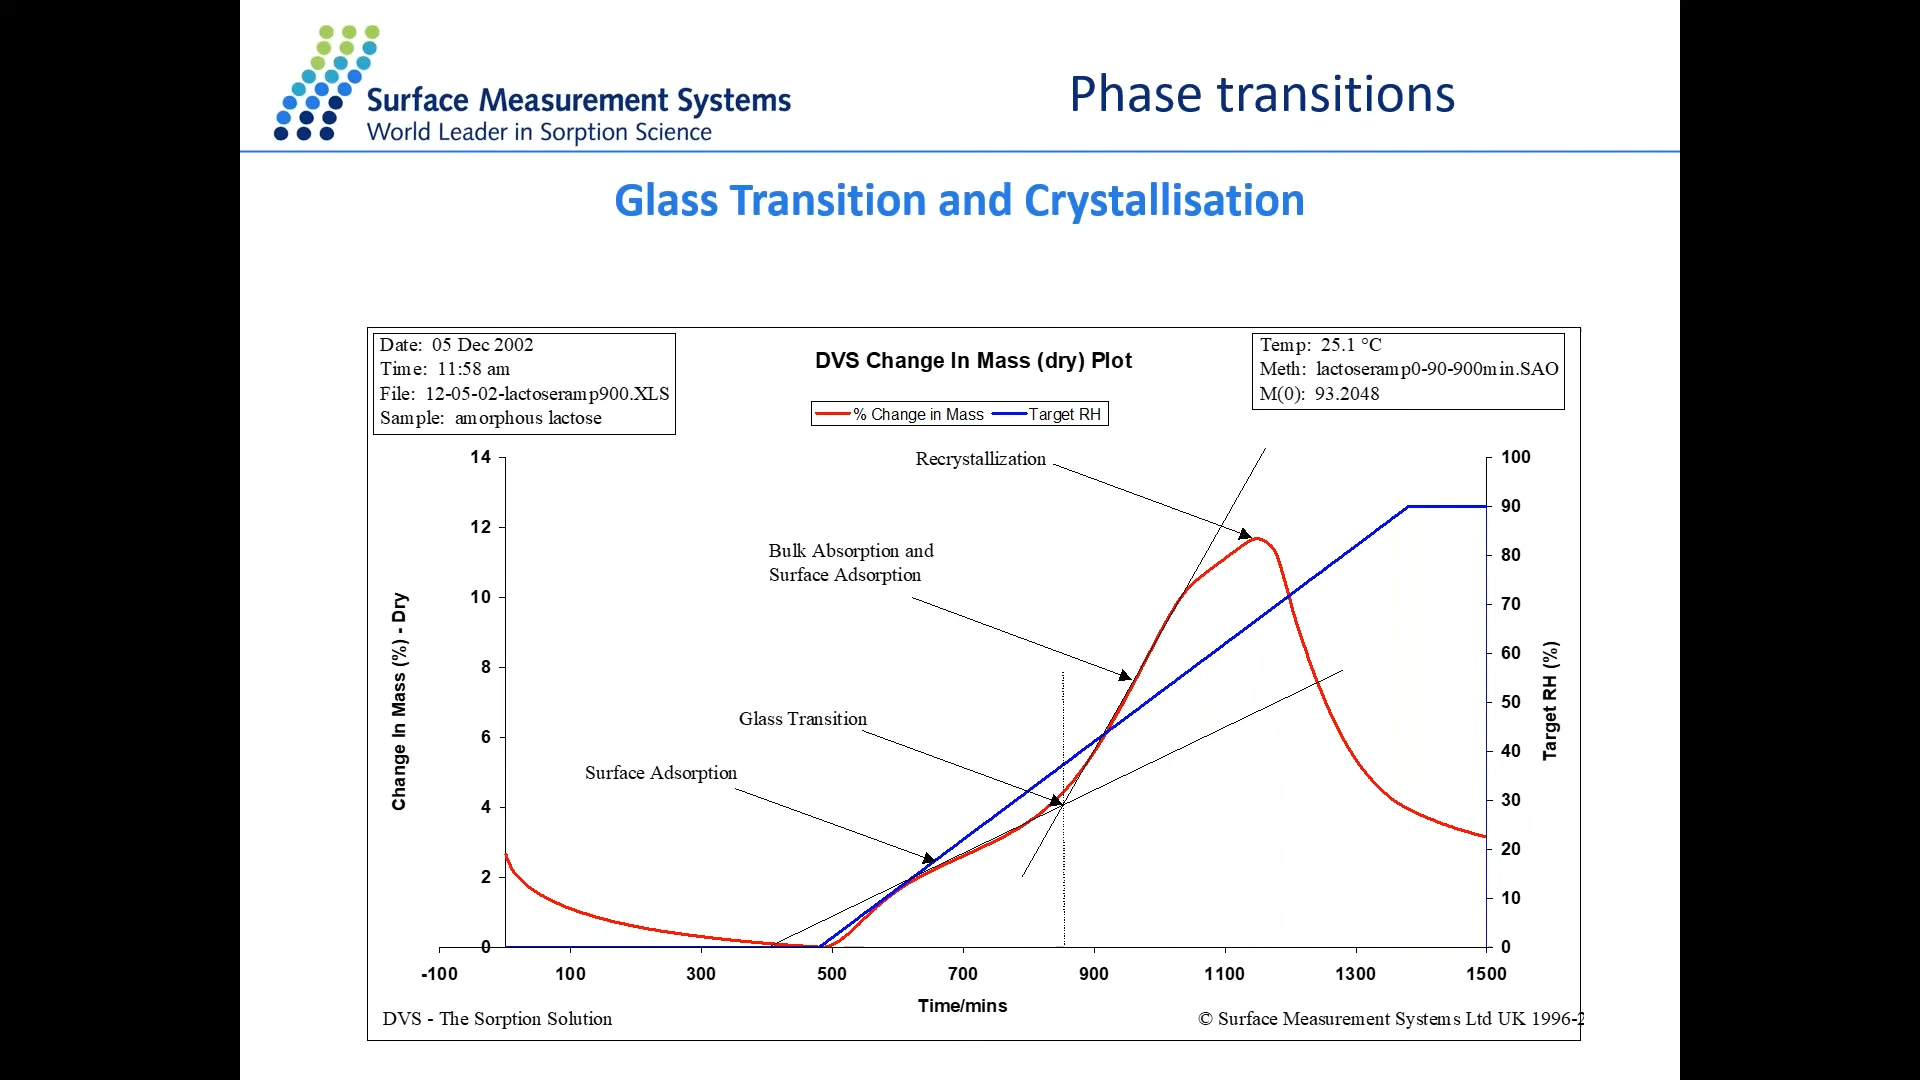 Surface Measurement Systems
World Leader in Sorption Science
Phase transitions
Glass Transition and Crystallisation
Date: 05 Dec 2002
Time: 11:58 am
File: 12-05-02-lactoseramp900.XLS
Sample: amorphous lactose
DVS Change In Mass (dry) Plot
Temp: 25.1 °C
Meth: lactoseramp0-90-900min.SAO
M(0): 93.2048
% Change in Mass
Target RH
Recrystallization
Bulk Absorption and
Surface Adsorption
Glass Transition
Surface Adsorption
Change In Mass (%) - Dry
14
12
10
8
6
4
2
0
Target RH (%)
100
90
80
70
60
50
40
30
20
10
0
-100 100 300 500 700 900 1100 1300 1500
Time/mins
DVS - The Sorption Solution
© Surface Measurement Systems Ltd UK 1996-2